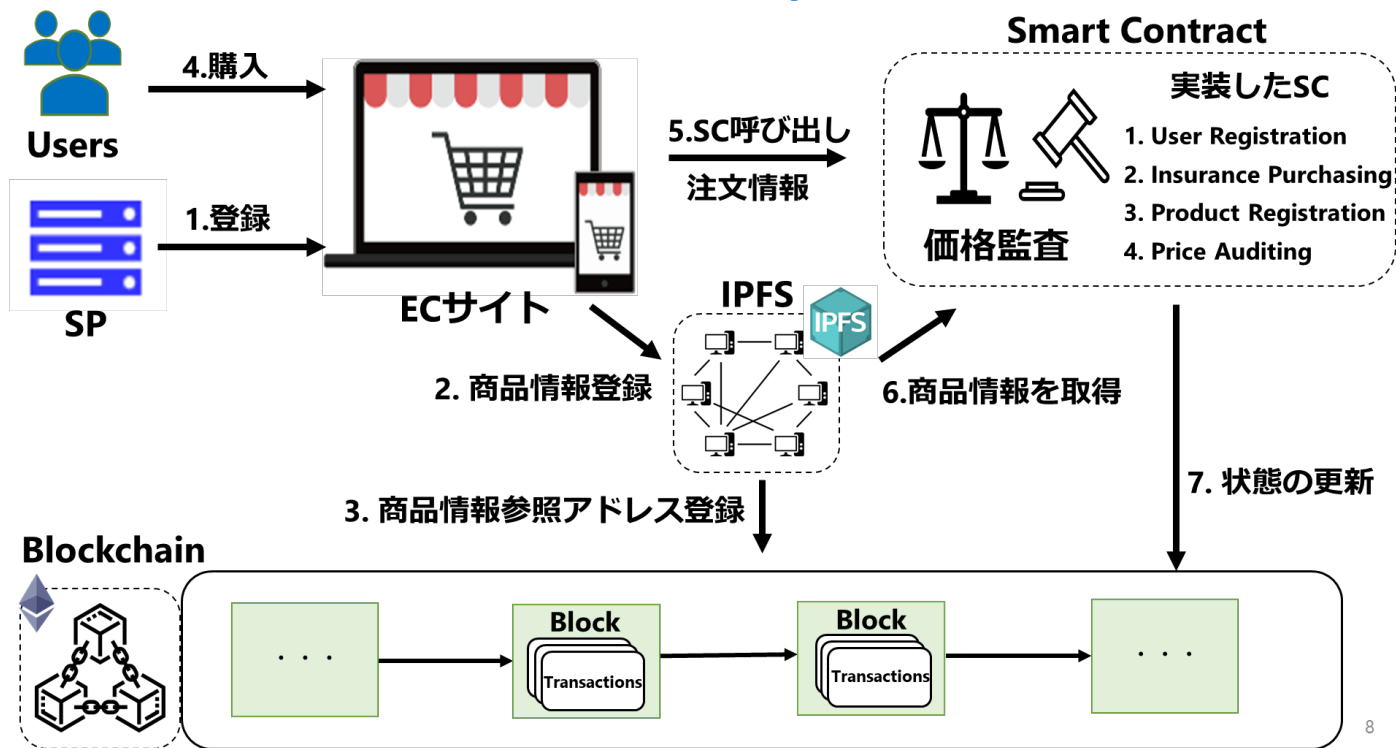 Smart Contract
4.購入
実装したSC
Users
5.SC呼び出し
注文情報
1. User Registration
2. Insurance Purchasing
3. Product Registration
4. Price Auditing
価格監査
1.登録
SP
ECサイト
IPFS
IPFS
2. 商品情報登録
6.商品情報を取得
3. 商品情報参照アドレス登録
7. 状態の更新
Blockchain
. . .
Block
Transactions
Block
Transactions
. . .
8